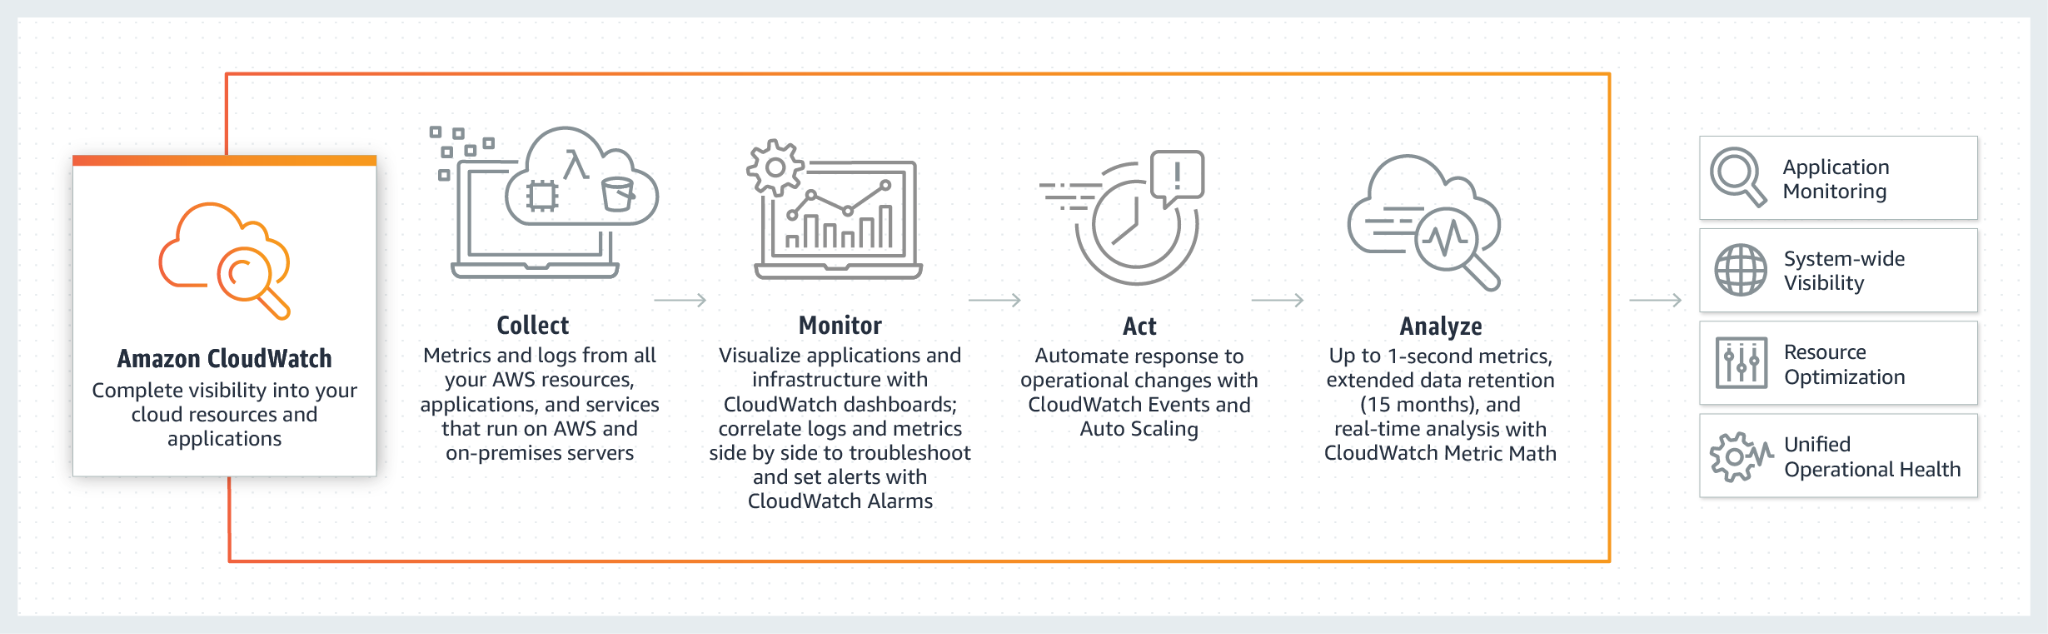 Amazon CloudWatch
Complete visibility into your
cloud resources and
applications
Collect
Metrics and logs from all
your AWS resources,
applications, and services
that run on AWS and
on-premises servers
Monitor
Visualize applications and
infrastructure with
CloudWatch dashboards;
correlate logs and metrics
side by side to troubleshoot
and set alerts with
CloudWatch Alarms
Act
Automate response to
operational changes with
CloudWatch Events and
Auto Scaling
Analyze
Up to 1-second metrics,
extended data retention
(15 months), and
real-time analysis with
CloudWatch Metric Math
Application
Monitoring
System-wide
Visibility
Resource
Optimization
Unified
Operational Health